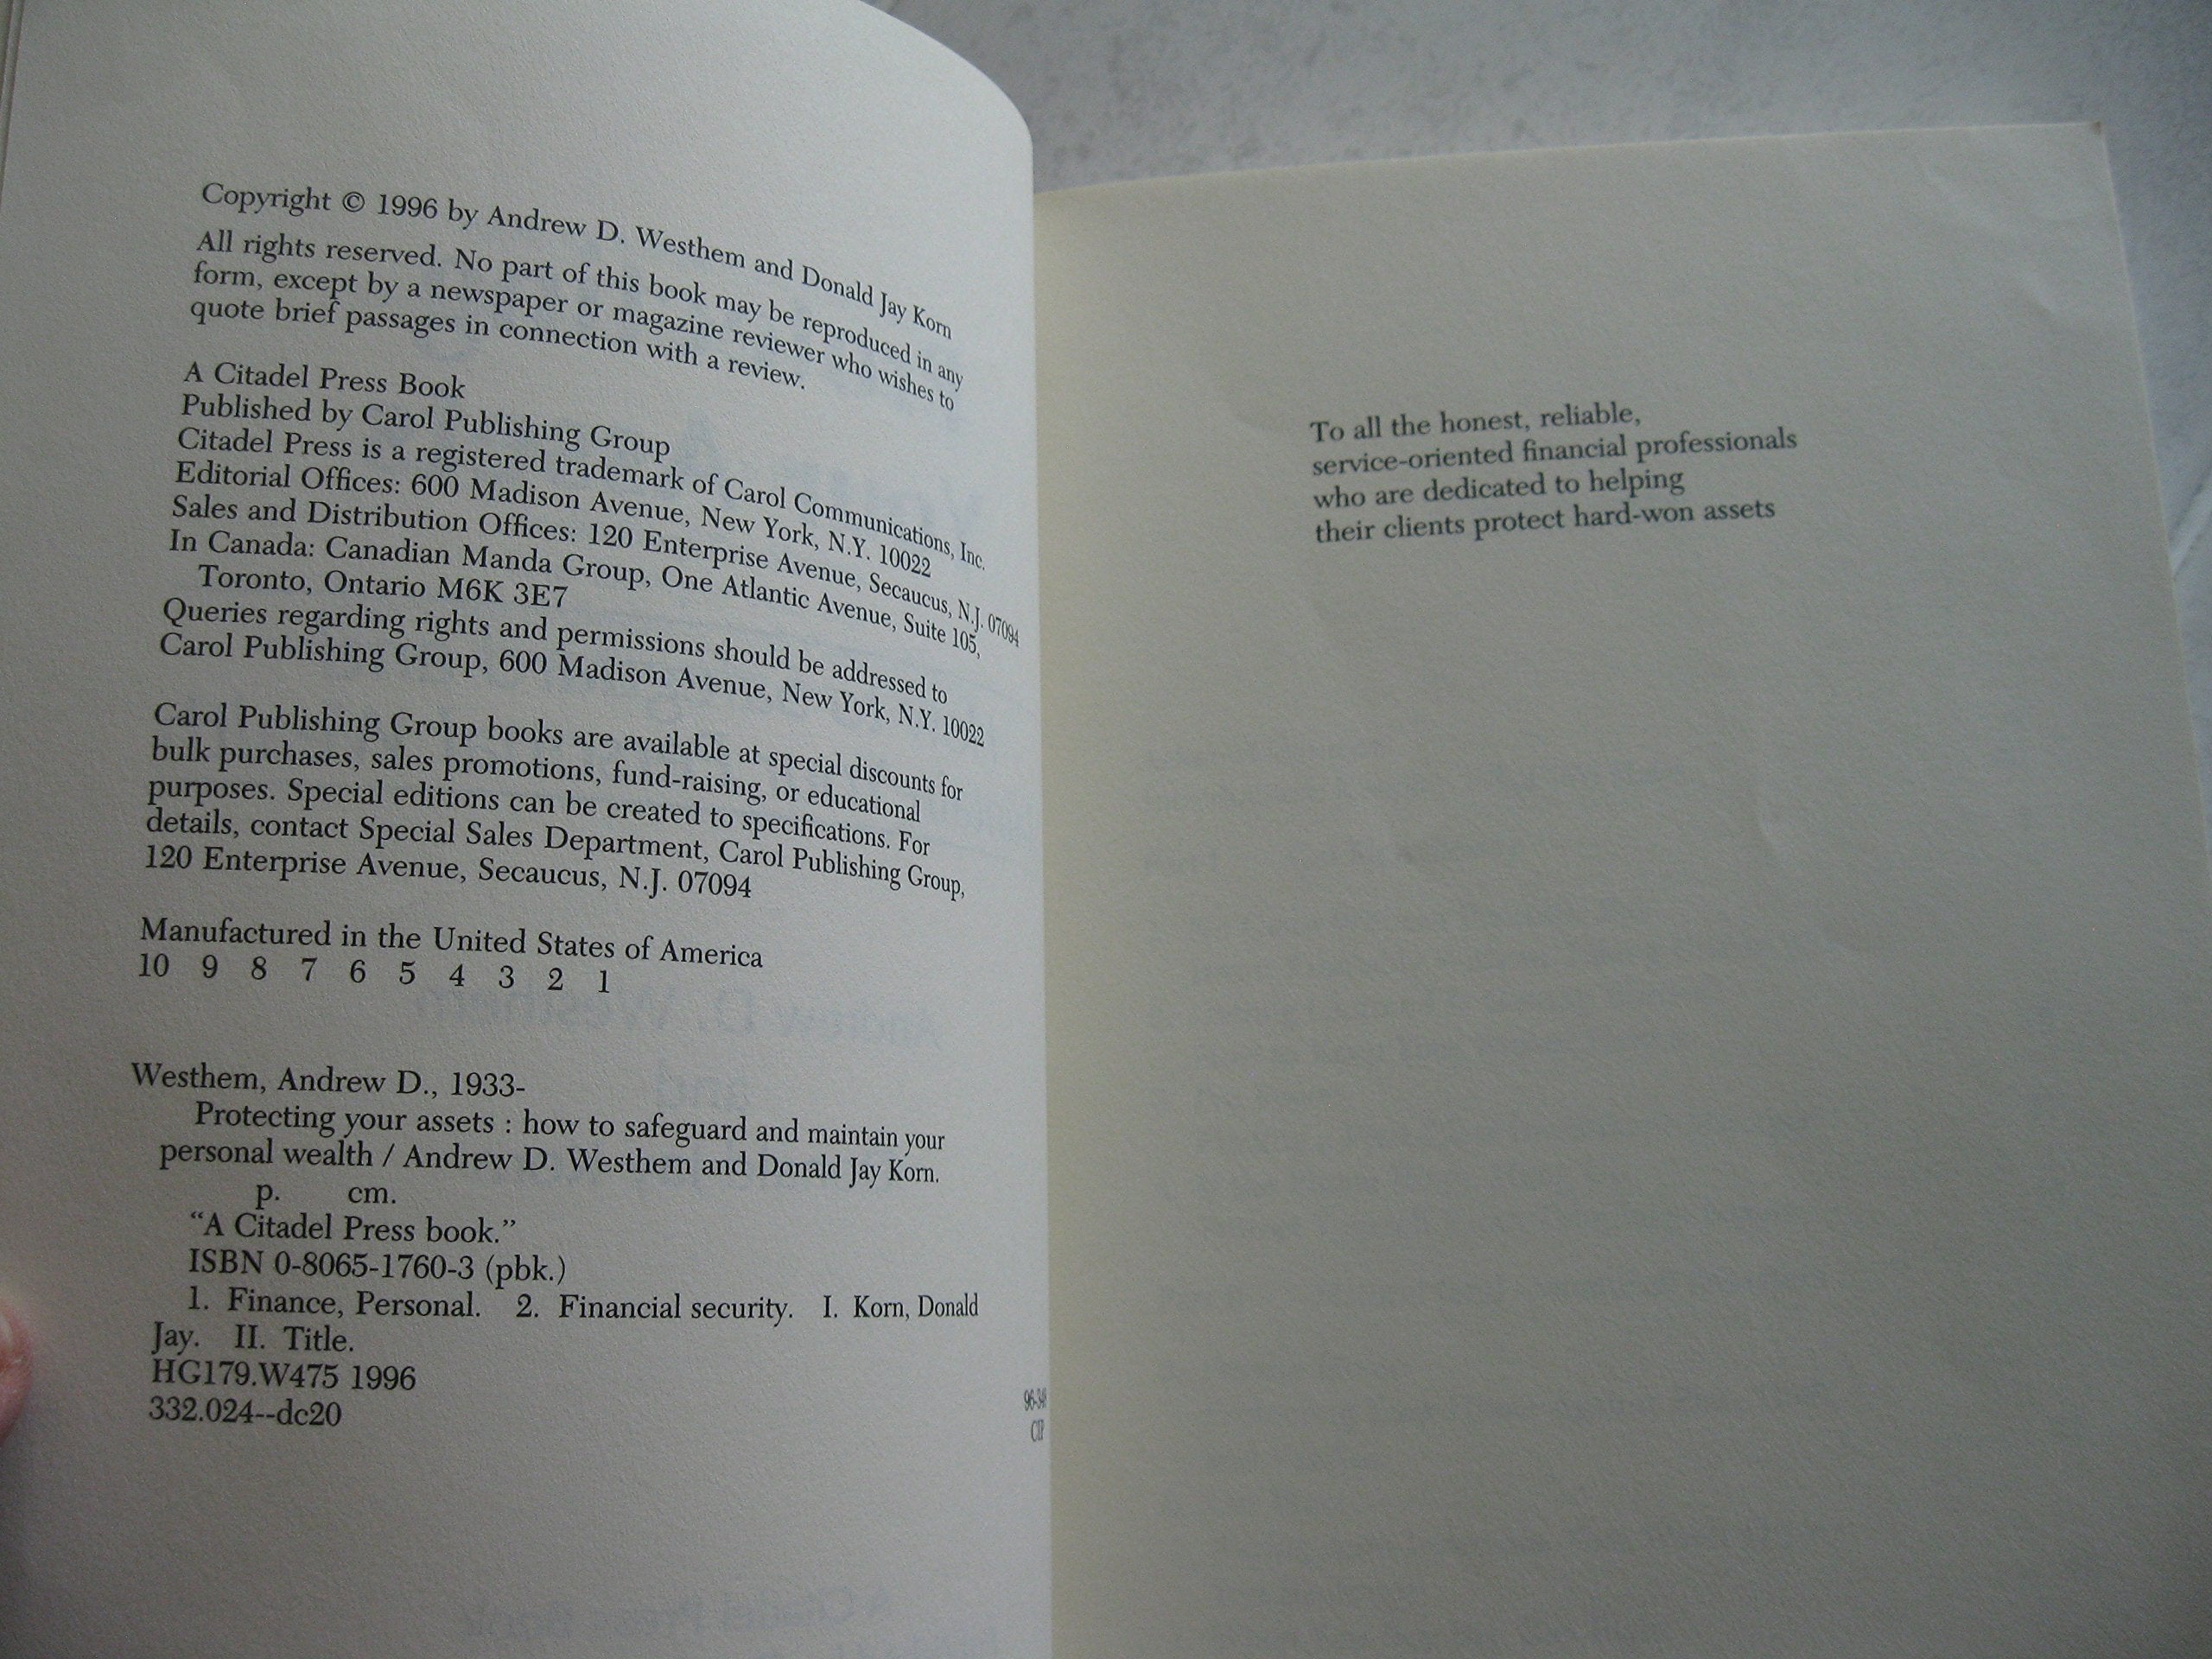 Copyright © 1996 by Andrew D. Westhem and Donald Jay Korn
All rights reserved. No part of this book may be reproduced in any
form, except by a newspaper or magazine reviewer who wishes to
quote brief passages in connection with a review.
A Citadel Press Book
Published by Carol Publishing Group
Citadel Press is a registered trademark of Carol Communications, Inc.
Editorial Offices: 600 Madison Avenue, New York, N.Y. 10022
Sales and Distribution Offices: 120 Enterprise Avenue, Secaucus, N.J. 07094
In Canada: Canadian Manda Group, One Atlantic Avenue, Suite 105,
Toronto, Ontario M6K 3E7
Queries regarding rights and permissions should be addressed to
Carol Publishing Group, 600 Madison Avenue, New York, N.Y. 10022
Carol Publishing Group books are available at special discounts for
bulk purchases, sales promotions, fund-raising, or educational
purposes. Special editions can be created to specifications. For
details, contact Special Sales Department, Carol Publishing Group,
120 Enterprise Avenue, Secaucus, N.J. 07094
Manufactured in the United States of America
10 9 8 7 6 5 4 3 2 1
Westhem, Andrew D., 1933-
Protecting your assets : how to safeguard and maintain your
personal wealth / Andrew D. Westhem and Donald Jay Korn.
p. cm.
“A Citadel Press book.”
ISBN 0-8065-1760-3 (pbk.)
1. Finance, Personal. 2. Financial security. I. Korn, Donald
Jay. II. Title.
HG179.W475 1996
332.024--dc20
CIP
To all the honest, reliable,
service-oriented financial professionals
who are dedicated to helping
their clients protect hard-won assets